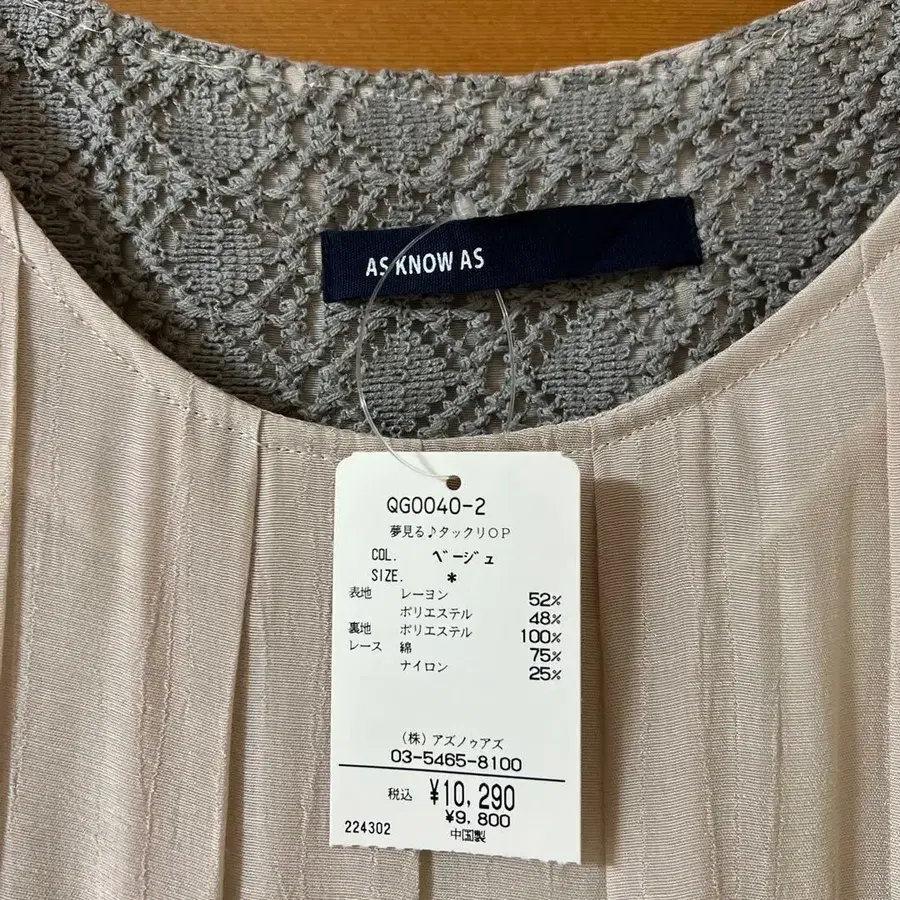 AS KNOW AS
QG0040-2
夢見る♪タックリOP
COL. ベージュ
SIZE. *
表地 レーヨン 52%
ポリエステル 48%
裏地 ポリエステル 100%
レース 綿 75%
ナイロン 25%
(株)アズノゥアズ
03-5465-8100
税込 ¥10,290
¥9,800
224302 中国製